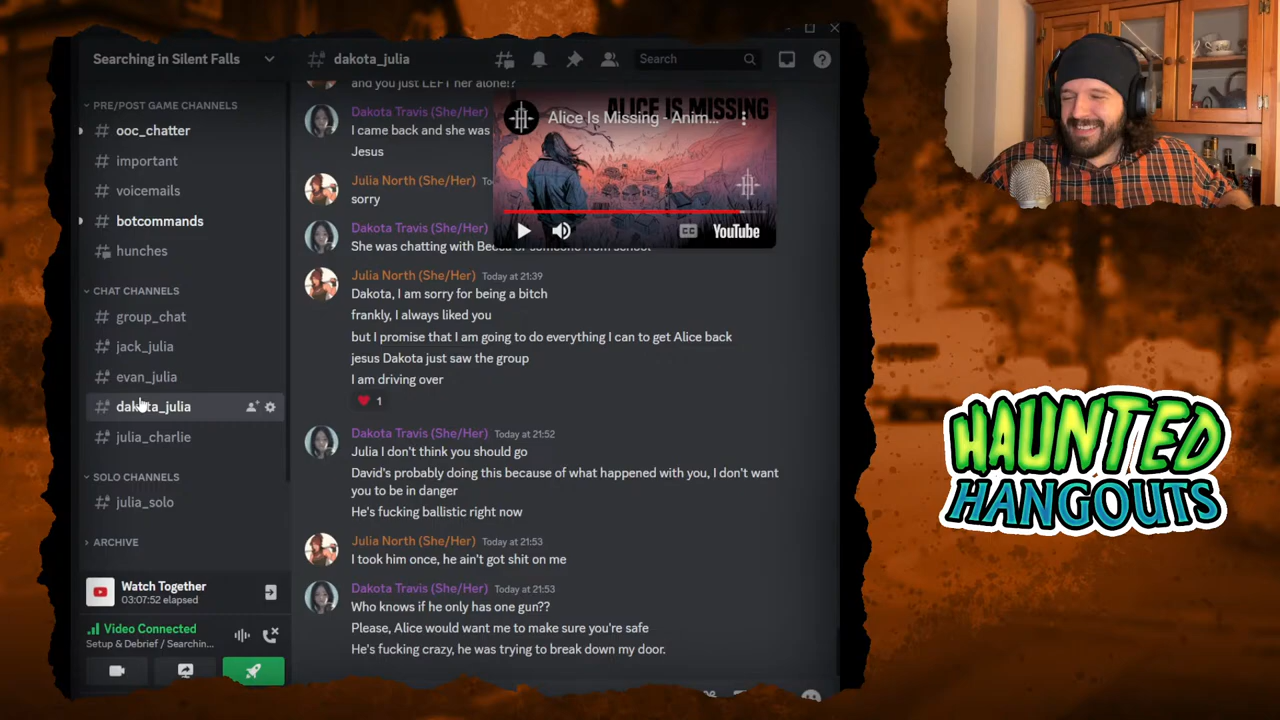 Searching in Silent Falls
PRE/POST GAME CHANNELS
ooc_chatter
# important
# voicemails
botcommands
hunches
CHAT CHANNELS
group_chat
jack_julia
evan_julia
dakota_julia
julia_charlie
SOLO CHANNELS
julia_solo
ARCHIVE
Watch Together
03:07:52 elapsed
Video Connected
Setup & Debrief / Searchin...
dakota_julia
Search
and you just LEFT her alone!?
Dakota Travis (She/Her)
I came back and she was
Jesus
Julia North (She/Her)
sorry
Dakota Travis (She/Her)
She was chatting with
school
Julia North (She/Her) Today at 21:39
Dakota, I am sorry for being a bitch
frankly, I always liked you
but I promise that I am going to do everything I can to get Alice back
jesus Dakota just saw the group
I am driving over
1
Dakota Travis (She/Her) Today at 21:52
Julia I don't think you should go
David's probably doing this because of what happened with you, I don't want
you to be in danger
He's fucking ballistic right now
Julia North (She/Her) Today at 21:53
I took him once, he ain't got shit on me
Dakota Travis (She/Her) Today at 21:53
Who knows if he only has one gun??
Please, Alice would want me to make sure you're safe
He's fucking crazy, he was trying to break down my door.
ALICE IS MISSING
Alice Is Missing - Anim...
CC
YouTube
HAUNTED
HANGOUTS